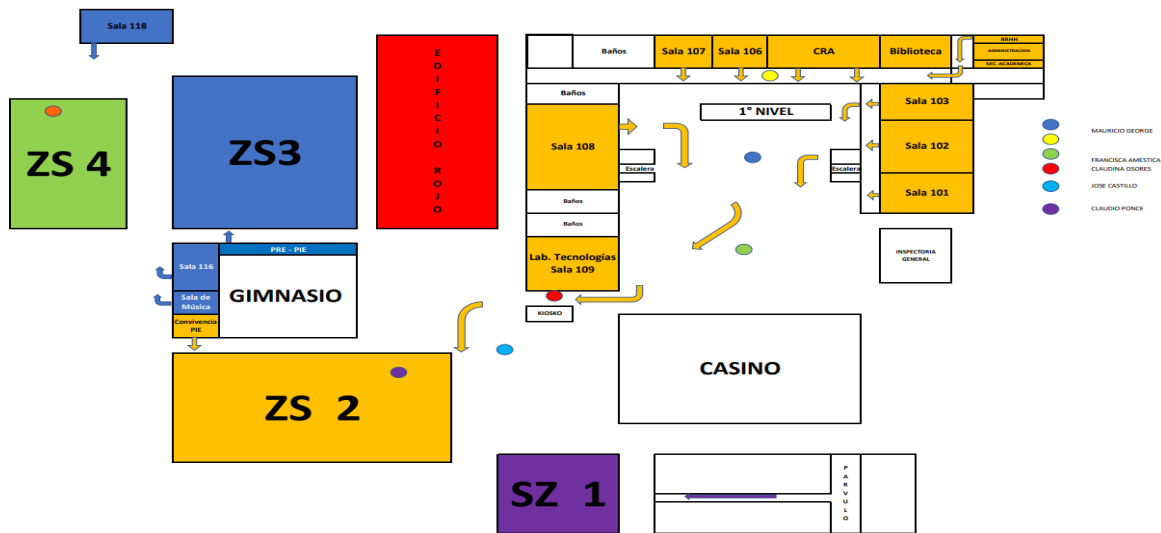 Sala 118
EDIFICIO ROJO
Baños
Sala 107
Sala 106
CRA
Biblioteca
RRHH
ADMINISTRACION
SEC.ACADEMICA
Baños
1° NIVEL
Sala 103
ZS 4
ZS3
Sala 108
Sala 102
MAURICIO GEORGE
Escalera
Escalera
FRANCISCA AMESTICA
CLAUDINA OSORES
Sala 101
JOSE CASTILLO
Baños
CLAUDIO PONCE
Baños
PRE - PIE
Sala 116
Lab. Tecnologías
Sala 109
INSPECTORIA
GENERAL
GIMNASIO
Sala de
Música
Convivencia
PIE
KIOSKO
CASINO
ZS 2
SZ 1
PARVULO